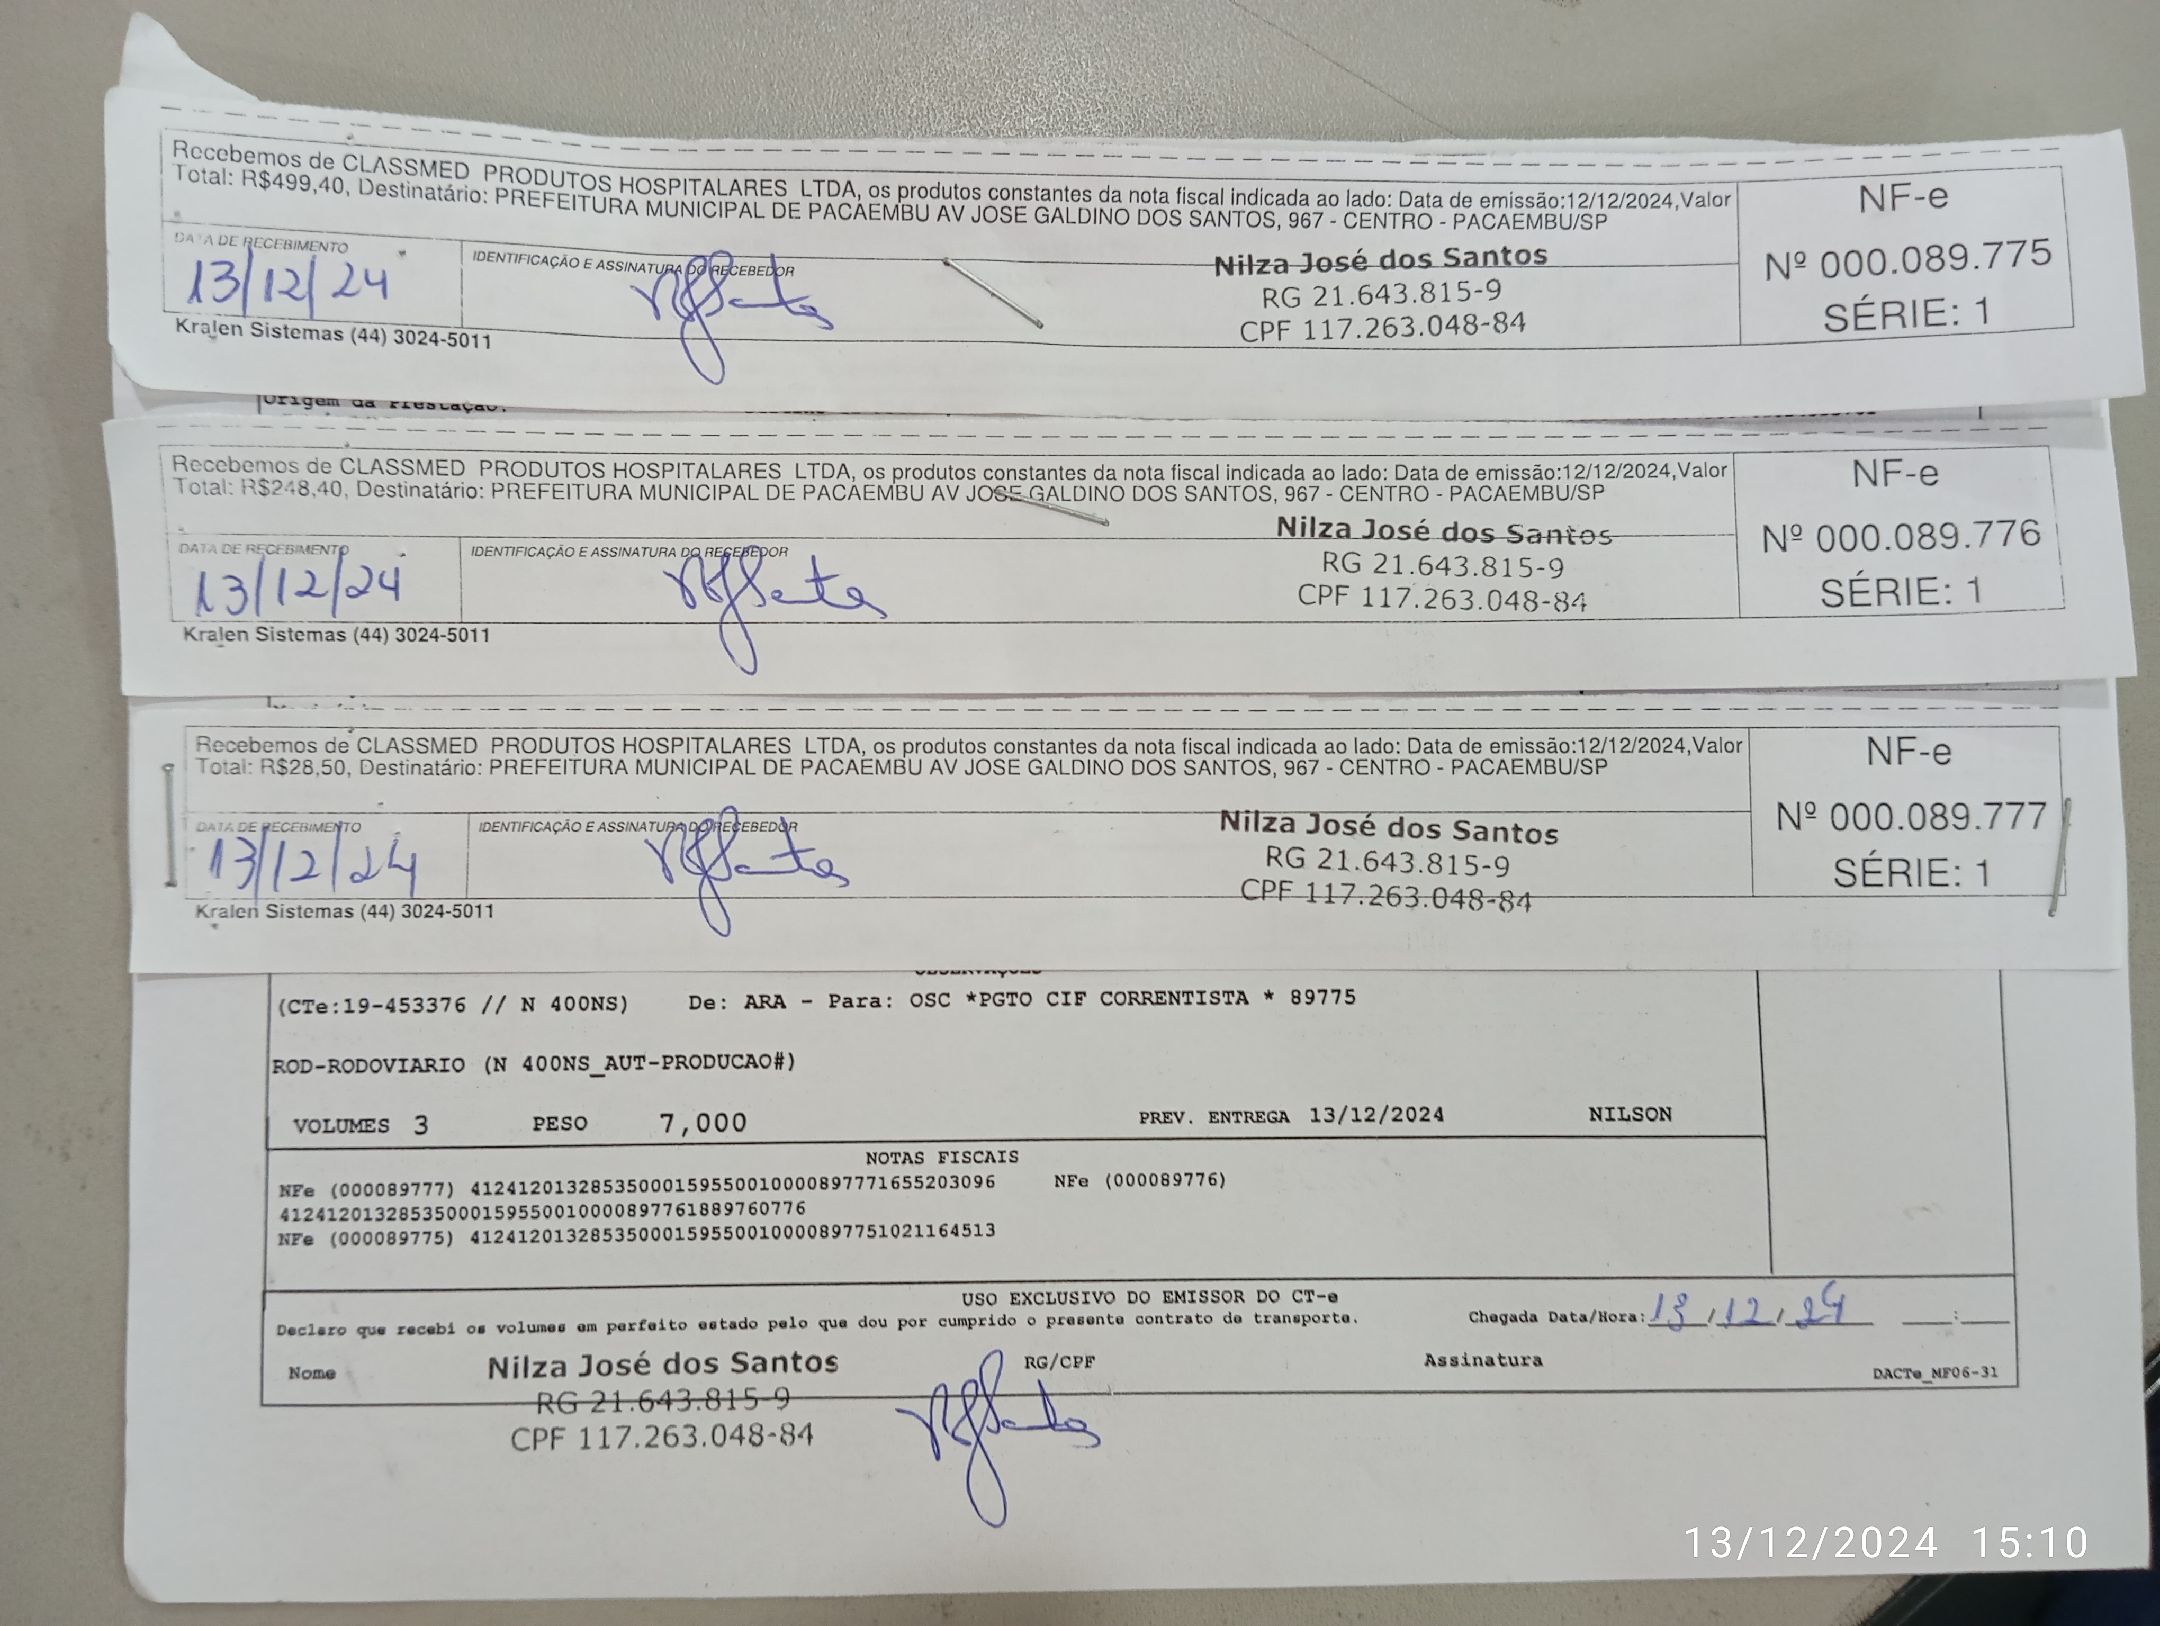 Recebemos de CLASSMED PRODUTOS HOSPITALARES LTDA, os produtos constantes da nota fiscal indicada ao lado: Data de emissão:12/12/2024,Valor
Total: R$499,40, Destinatário: PREFEITURA MUNICIPAL DE PACAEMBU AV JOSE GALDINO DOS SANTOS, 967 - CENTRO - PACAEMBU/SP
NF-e
Nº 000.089.775
SÉRIE: 1
DATA DE RECEBIMENTO
13/12/24
IDENTIFICAÇÃO E ASSINATURA DO RECEBEDOR
Nilza José dos Santos
RG 21.643.815-9
CPF 117.263.048-84
Kralen Sistemas (44) 3024-5011
Origem da Prestação:
Recebemos de CLASSMED PRODUTOS HOSPITALARES LTDA, os produtos constantes da nota fiscal indicada ao lado: Data de emissão:12/12/2024,Valor
Total: R$248,40, Destinatário: PREFEITURA MUNICIPAL DE PACAEMBU AV JOSE GALDINO DOS SANTOS, 967 - CENTRO - PACAEMBU/SP
NF-e
Nº 000.089.776
SÉRIE: 1
DATA DE RECEBIMENTO
13/12/24
IDENTIFICAÇÃO E ASSINATURA DO RECEBEDOR
Nilza José dos Santos
RG 21.643.815-9
CPF 117.263.048-84
Kralen Sistemas (44) 3024-5011
Recebemos de CLASSMED PRODUTOS HOSPITALARES LTDA, os produtos constantes da nota fiscal indicada ao lado: Data de emissão:12/12/2024,Valor
Total: R$28,50, Destinatário: PREFEITURA MUNICIPAL DE PACAEMBU AV JOSE GALDINO DOS SANTOS, 967 - CENTRO - PACAEMBU/SP
NF-e
Nº 000.089.777
SÉRIE: 1
DATA DE RECEBIMENTO
13/12/24
IDENTIFICAÇÃO E ASSINATURA DO RECEBEDOR
Nilza José dos Santos
RG 21.643.815-9
CPF 117.263.048-84
Kralen Sistemas (44) 3024-5011
(CTe:19-453376 // N 400NS) De: ARA - Para: OSC *PGTO CIF CORRENTISTA * 89775
ROD-RODOVIARIO (N 400NS_AUT-PRODUCAO#)
VOLUMES 3 PESO 7,000 PREV. ENTREGA 13/12/2024 NILSON
NOTAS FISCAIS
NFe (000089777) 41241201328535000159550010000897771655203096 NFe (000089776)
41241201328535000159550010000897761889760776
NFe (000089775) 41241201328535000159550010000897751021164513
USO EXCLUSIVO DO EMISSOR DO CT-e
Declaro que recebi os volumes em perfeito estado pelo que dou por cumprido o presente contrato de transporte.
Chegada Data/Hora: 13/12/24 __:__
Nome
Nilza José dos Santos
RG 21.643.815-9
CPF 117.263.048-84
RG/CPF
Assinatura
DACTe_MF06-31
13/12/2024 15:10